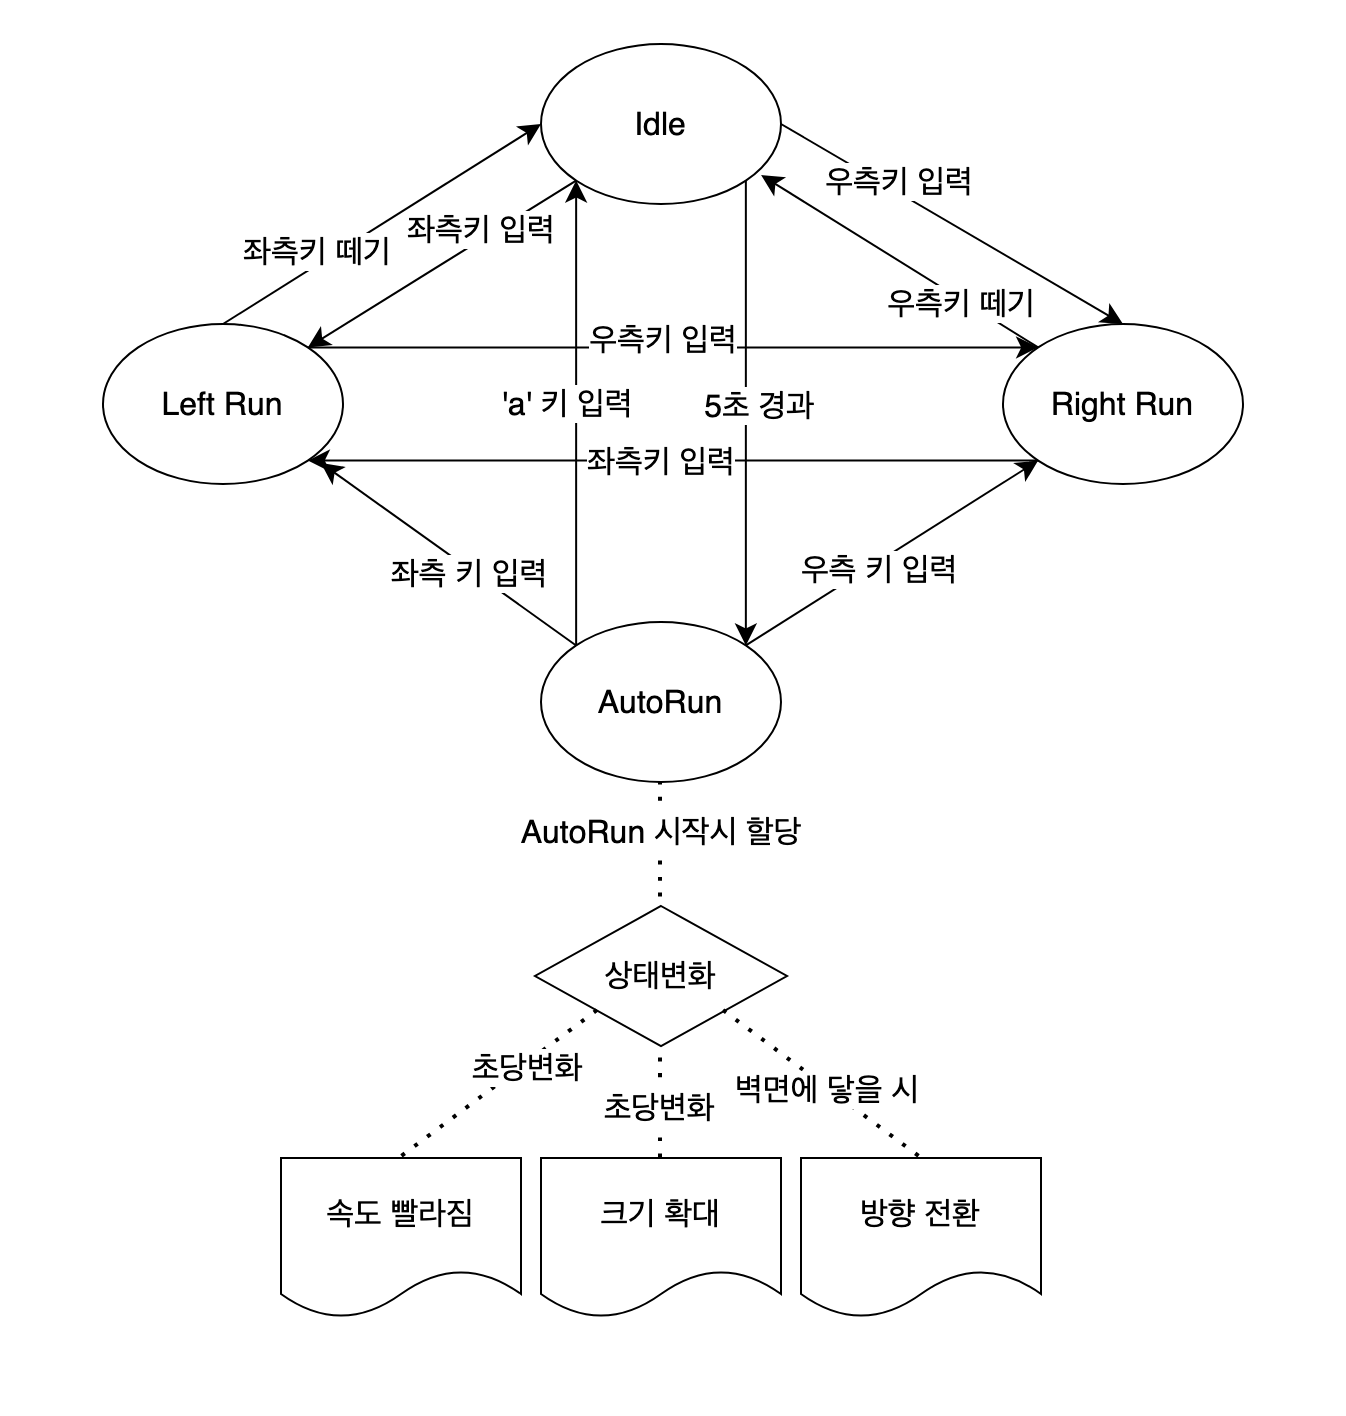 Idle
우측키 입력
좌측키 입력
좌측키 떼기
우측키 떼기
우측키 입력
Left Run
'a' 키 입력
5초 경과
Right Run
좌측키 입력
좌측 키 입력
우측 키 입력
AutoRun
AutoRun 시작시 할당
상태변화
초당변화
초당변화
벽면에 닿을 시
속도 빨라짐
크기 확대
방향 전환